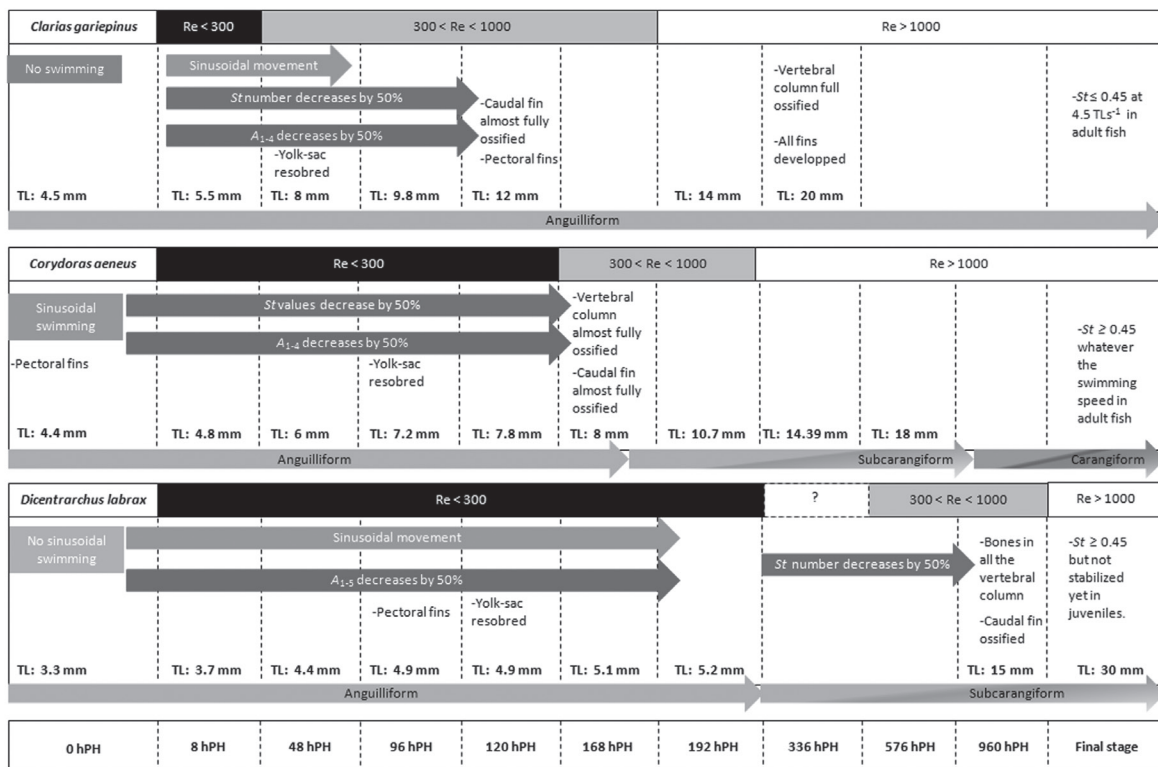 Clarias gariepinus
Re < 300
300 < Re < 1000
Re > 1000
No swimming
Sinusoidal movement
St number decreases by 50%
A1-4 decreases by 50%
-Yolk-sac
resobred
-Caudal fin
almost fully
ossified
-Pectoral fins
-Vertebral
column full
ossified
-All fins
developped
-St ≤ 0.45 at
4.5 TLs-1 in
adult fish
TL: 4.5 mm
TL: 5.5 mm
TL: 8 mm
TL: 9.8 mm
TL: 12 mm
TL: 14 mm
TL: 20 mm
Anguilliform
Corydoras aeneus
Re < 300
300 < Re < 1000
Re > 1000
Sinusoidal
swimming
-Pectoral fins
St values decrease by 50%
A1-4 decreases by 50%
-Yolk-sac
resobred
-Vertebral
column
almost fully
ossified
-Caudal fin
almost fully
ossified
-St ≥ 0.45
whatever
the
swimming
speed in
adult fish
TL: 4.4 mm
TL: 4.8 mm
TL: 6 mm
TL: 7.2 mm
TL: 7.8 mm
TL: 8 mm
TL: 10.7 mm
TL: 14.39 mm
TL: 18 mm
Anguilliform
Subcarangiform
Carangiform
Dicentrarchus labrax
Re < 300
?
300 < Re < 1000
Re > 1000
No sinusoidal
swimming
Sinusoidal movement
A1-5 decreases by 50%
-Pectoral fins
-Yolk-sac
resobred
St number decreases by 50%
-Bones in
all the
vertebral
column
-Caudal fin
ossified
-St ≥ 0.45
but not
stabilized
yet in
juveniles.
TL: 3.3 mm
TL: 3.7 mm
TL: 4.4 mm
TL: 4.9 mm
TL: 4.9 mm
TL: 5.1 mm
TL: 5.2 mm
TL: 15 mm
TL: 30 mm
Anguilliform
Subcarangiform
0 hPH
8 hPH
48 hPH
96 hPH
120 hPH
168 hPH
192 hPH
336 hPH
576 hPH
960 hPH
Final stage